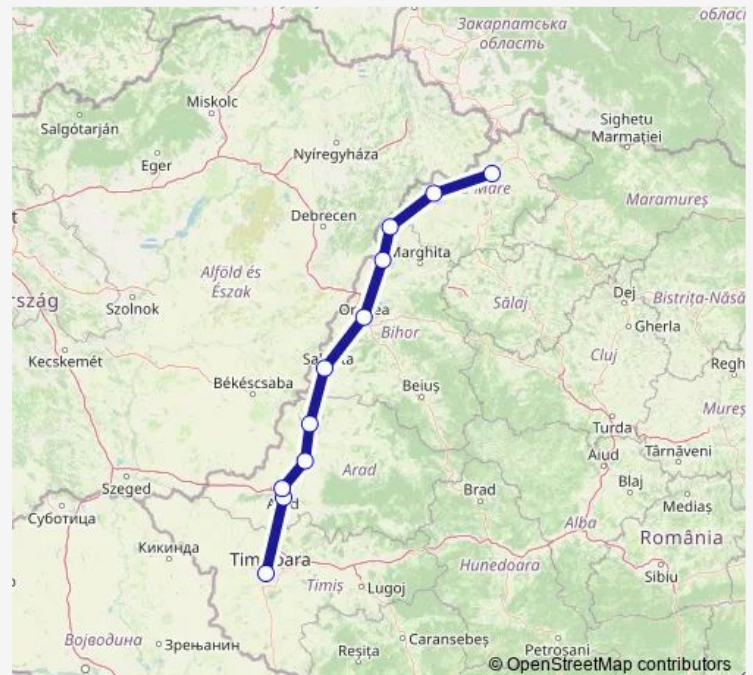 Закарпатська
область
област
Miskolc
Salgótarján
Sighetu
Marmației
Nyíregyháza
Eger
Mare
Maramureș
Debrecen
Marghita
Alföld és
Észak
szág
Szolnok
Sălaj
Dej
Bistrița-Năsă
Gherla
Bihor
Cluj
Kecskemét
Békéscsaba
Beiuș
Regh
Mureș
Turda
Târnăveni
Arad
Aiud
Szeged
Brad
Blaj
Mediaș
Суботица
Alba
România
Кикинда
Hunedoara
Sibiu
Timiș
Lugoj
Војводина
Зрењанин
Reșița
Caransebeș
Petroșani
© OpenStreetMap contributors